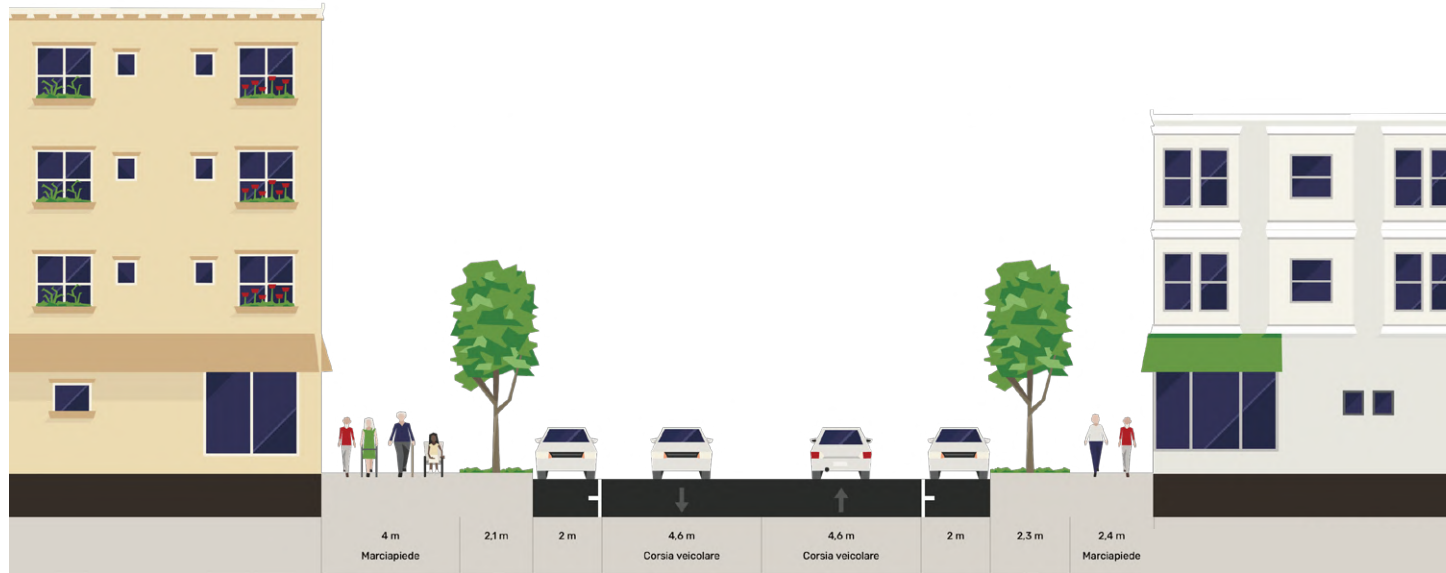 4 m
Marciapiede
2,1 m
2 m
4,6 m
Corsia veicolare
4,6 m
Corsia veicolare
2 m
2,3 m
2,4 m
Marciapiede